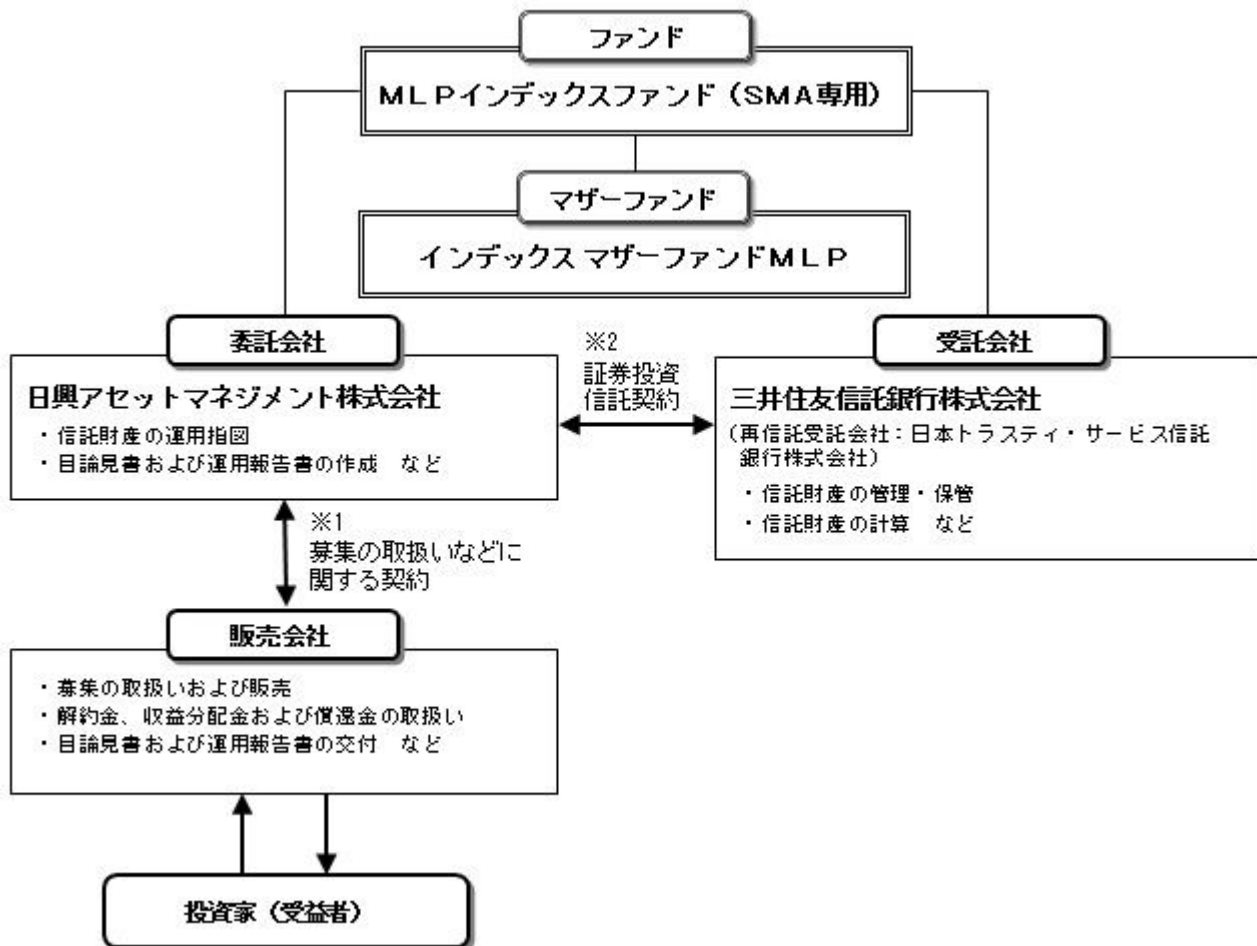 ファンド
MLPインデックスファンド（SMA専用）
マザーファンド
インデックス マザーファンドMLP
委託会社
日興アセットマネジメント株式会社
・信託財産の運用指図
・目論見書および運用報告書の作成　など
※2
証券投資
信託契約
受託会社
三井住友信託銀行株式会社
（再信託受託会社：日本トラスティ・サービス信託
銀行株式会社）
・信託財産の管理・保管
・信託財産の計算　など
※1
募集の取扱いなどに
関する契約
販売会社
・募集の取扱いおよび販売
・解約金、収益分配金および償還金の取扱い
・目論見書および運用報告書の交付　など
投資家（受益者）